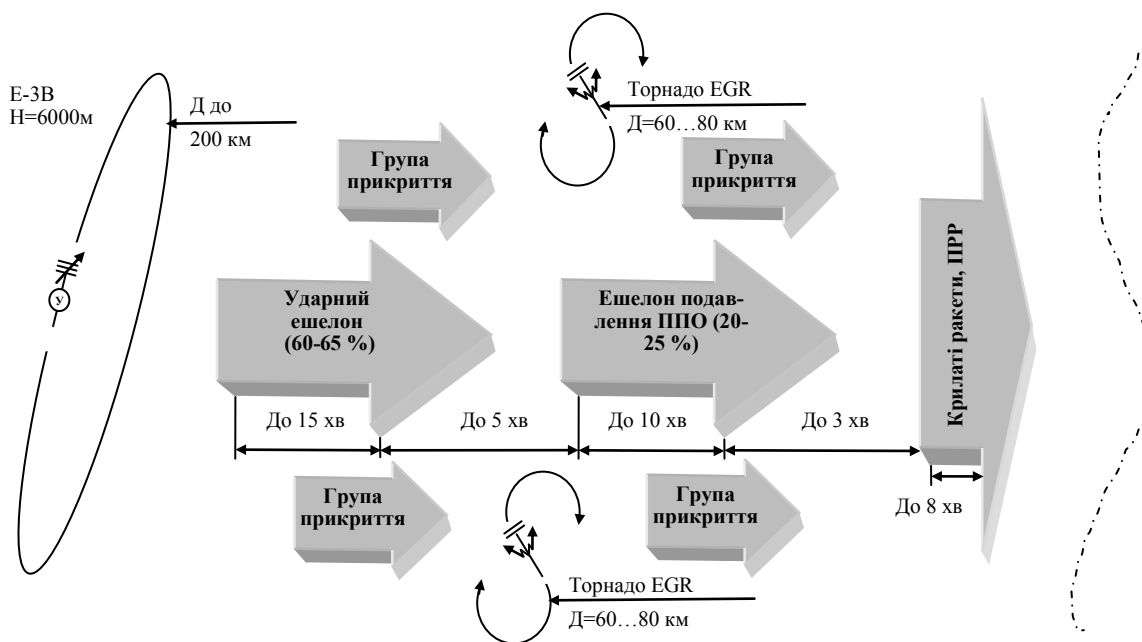 Е-3В
Н=6000м
Д до
200 км
Торнадо EGR
Д=60…80 км
Група
прикриття
Група
прикриття
У
Ударний
ешелон
(60-65 %)
Ешелон подав-
лення ППО (20-
25 %)
Крилаті ракети, ПРР
До 15 хв
До 5 хв
До 10 хв
До 3 хв
До 8 хв
Група
прикриття
Група
прикриття
Торнадо EGR
Д=60…80 км